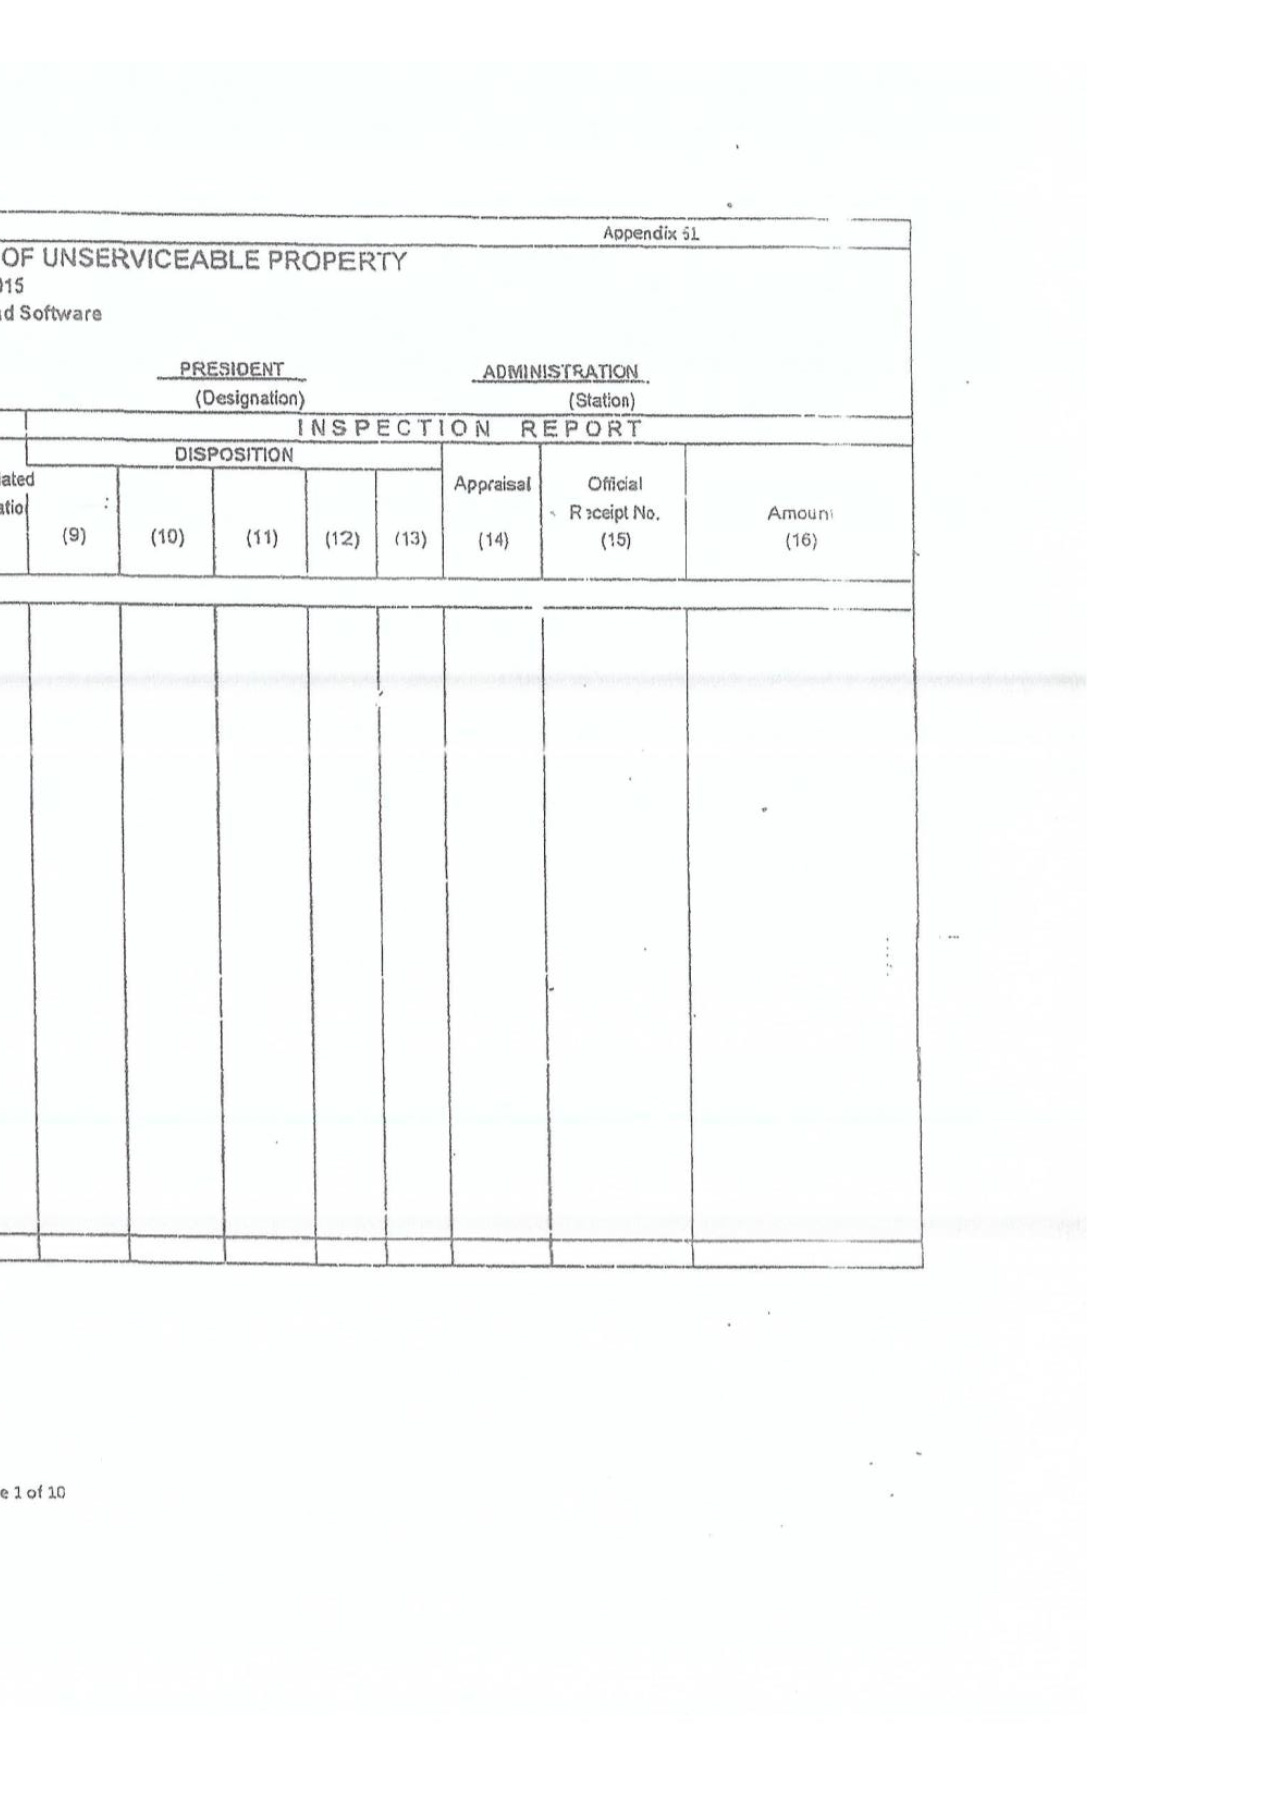 Appendix 61
OF UNSERVICEABLE PROPERTY
015
nd Software
PRESIDENT ADMINISTRATION
(Designation) (Station)
INSPECTION REPORT
DISPOSITION
iated Appraisal Official
atio : Receipt No. Amount
(9) (10) (11) (12) (13) (14) (15) (16)
e 1 of 10